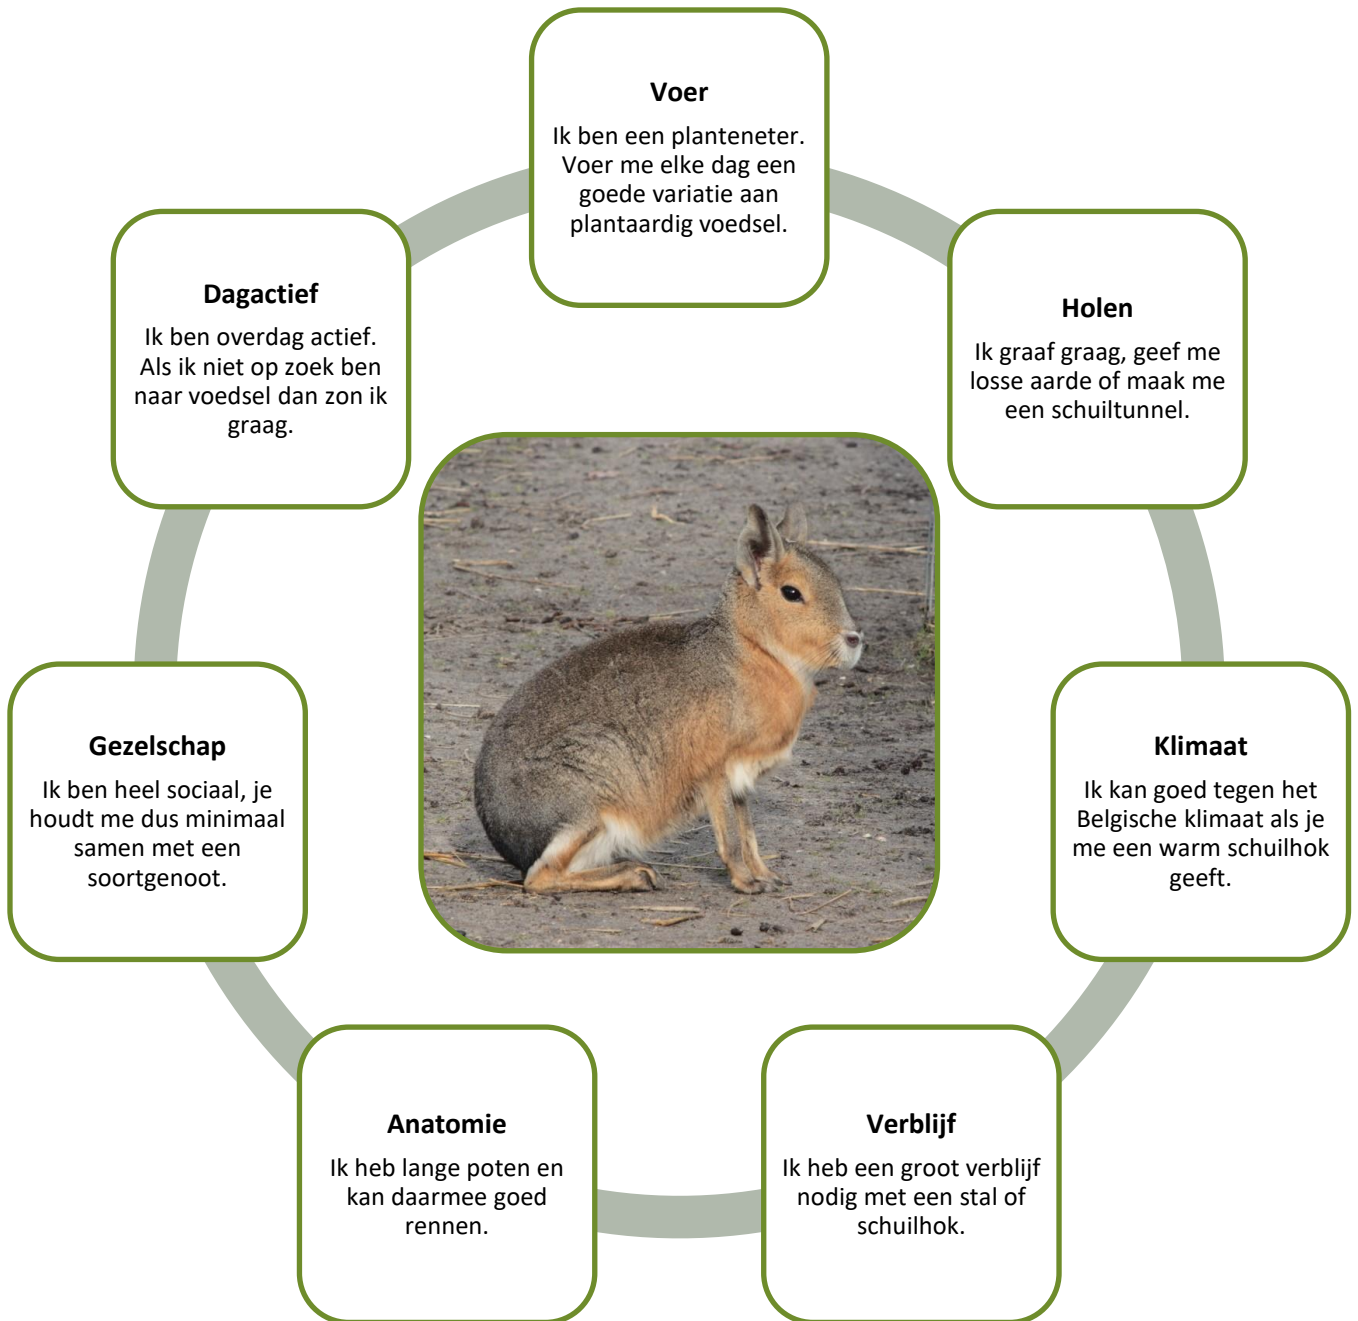 Voer
Ik ben een planteneter.
Voer me elke dag een
goede variatie aan
plantaardig voedsel.
Holen
Ik graaf graag, geef me
losse aarde of maak me
een schuiltunnel.
Klimaat
Ik kan goed tegen het
Belgische klimaat als je
me een warm schuilhok
geeft.
Verblijf
Ik heb een groot verblijf
nodig met een stal of
schuilhok.
Anatomie
Ik heb lange poten en
kan daarmee goed
rennen.
Gezelschap
Ik ben heel sociaal, je
houdt me dus minimaal
samen met een
soortgenoot.
Dagactief
Ik ben overdag actief.
Als ik niet op zoek ben
naar voedsel dan zon ik
graag.